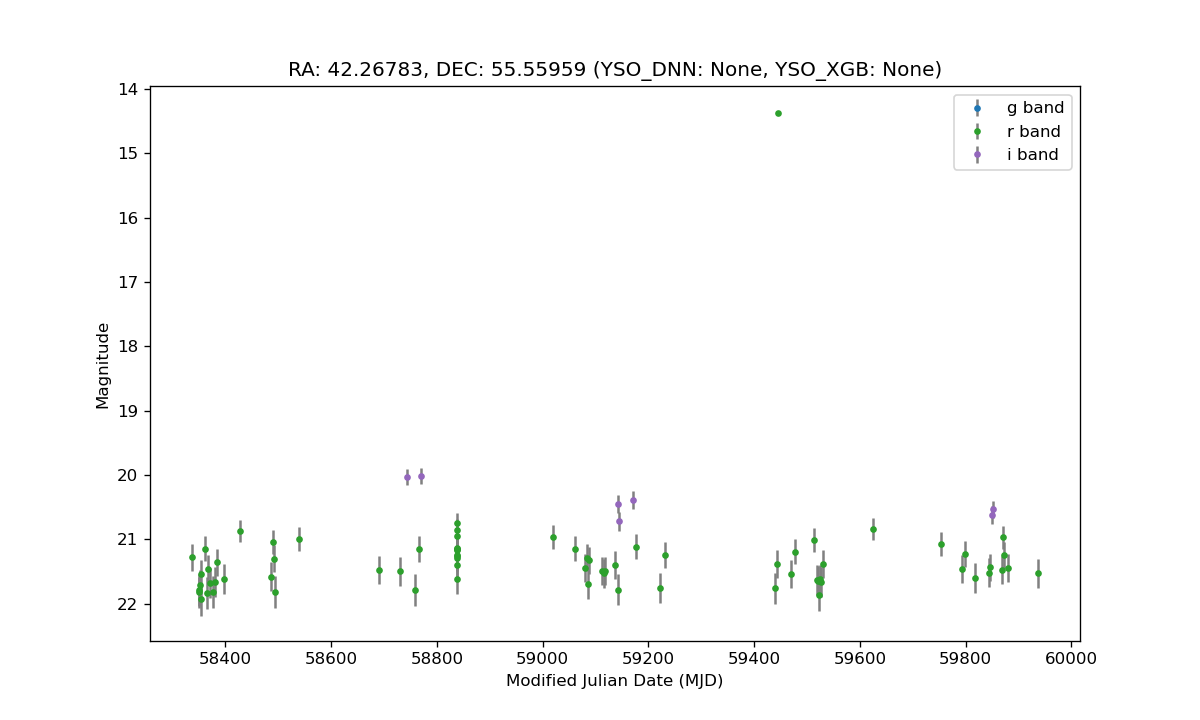 RA: 42.26783, DEC: 55.55959 (YSO_DNN: None, YSO_XGB: None)
g band
r band
i band
14
15
16
17
18
19
20
21
22
Magnitude
58400 58600 58800 59000 59200 59400 59600 59800 60000
Modified Julian Date (MJD)